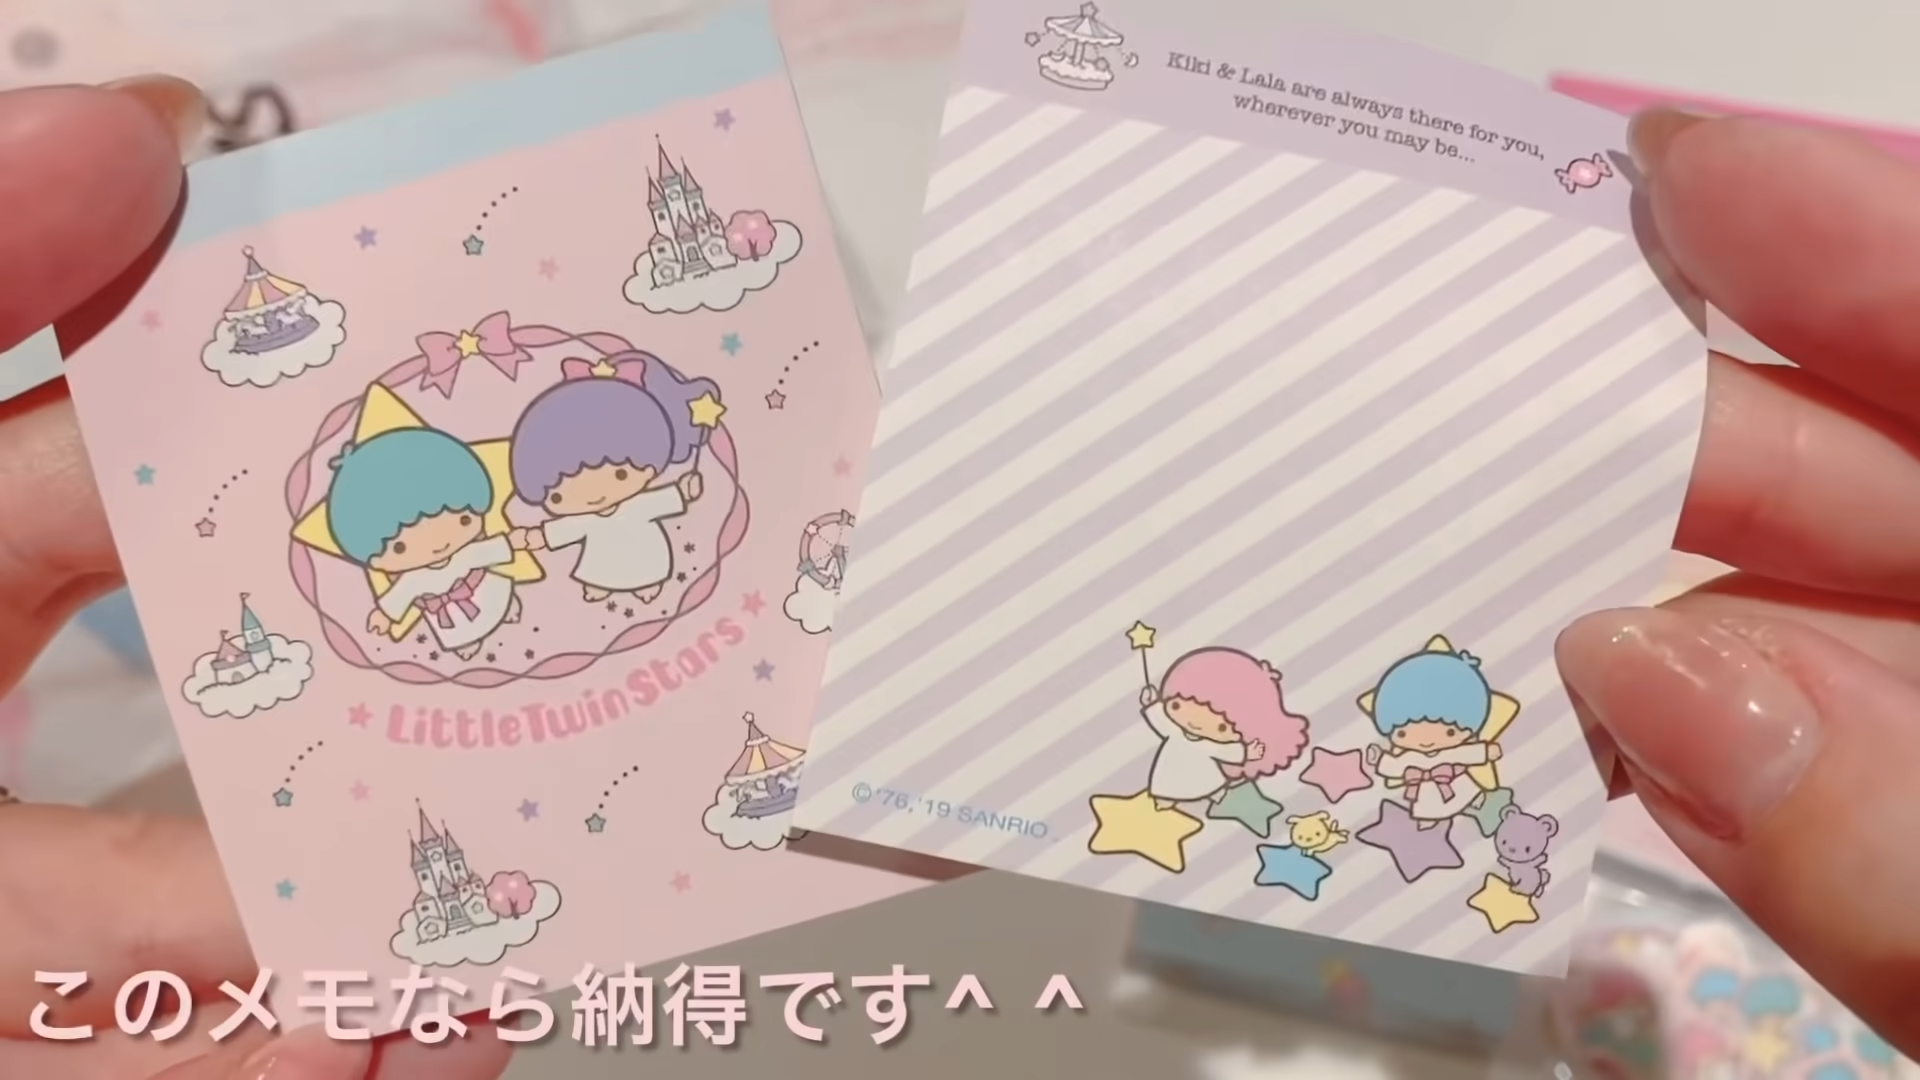 Kiki & Lala are always there for you,
wherever you may be...
LittleTwinStars
©'76,'19 SANRIO
このメモなら納得です^ ^